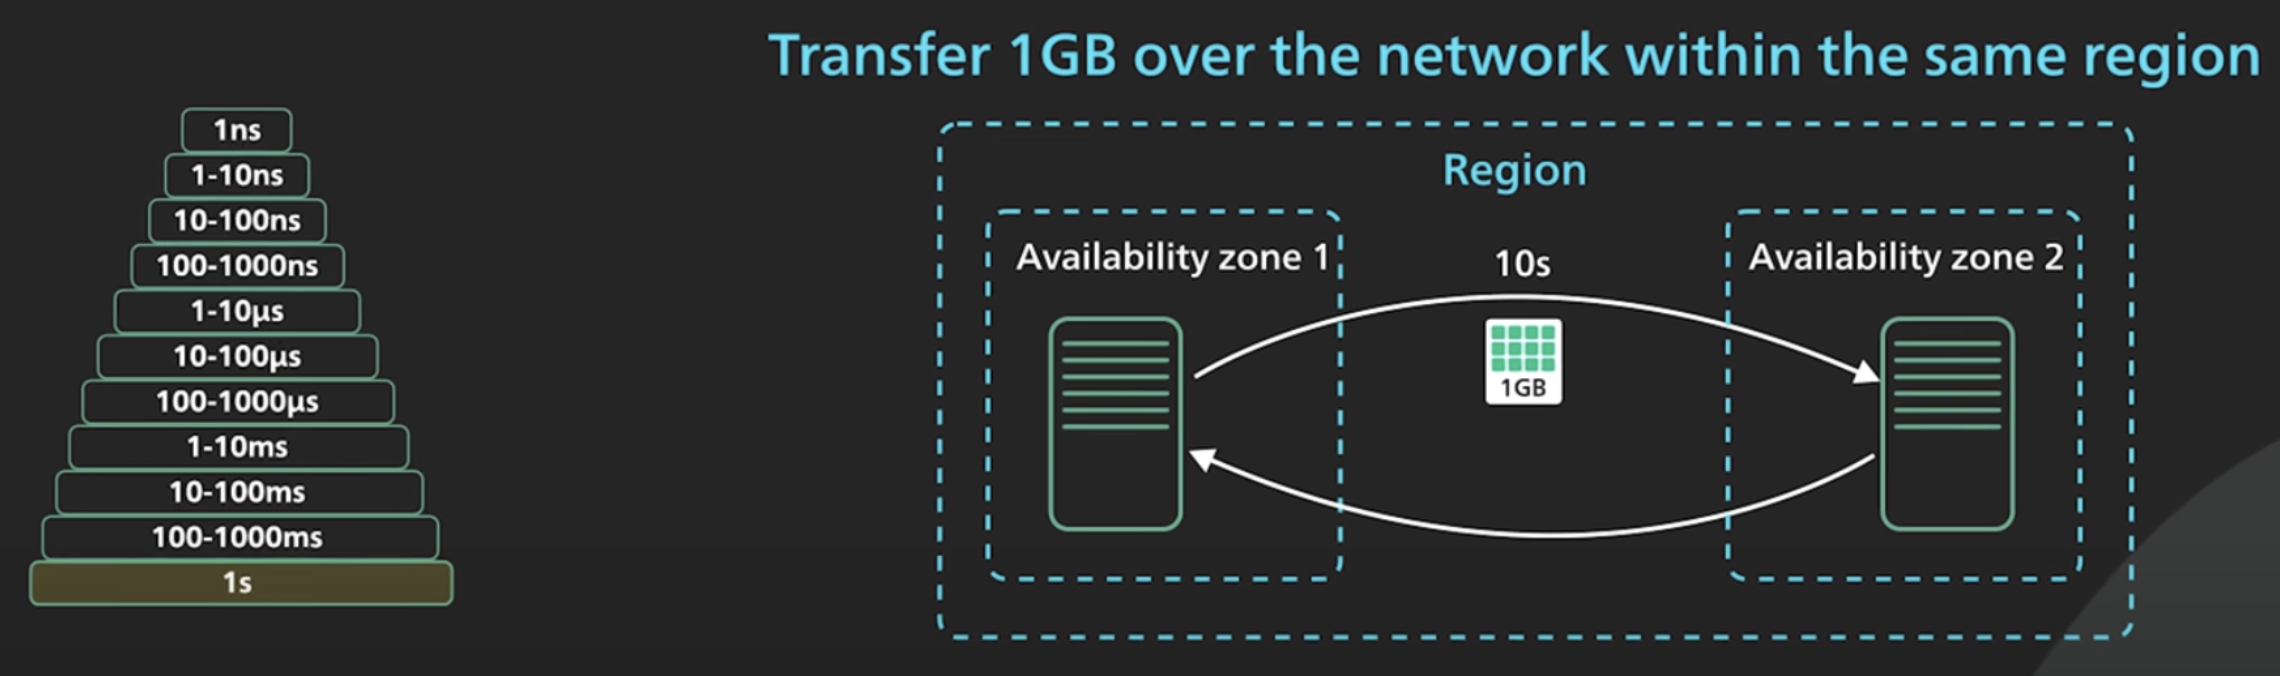 Transfer 1GB over the network within the same region
1ns
1-10ns
10-100ns
100-1000ns
1-10µs
10-100µs
100-1000µs
1-10ms
10-100ms
100-1000ms
1s
Region
Availability zone 1
10s
1GB
Availability zone 2